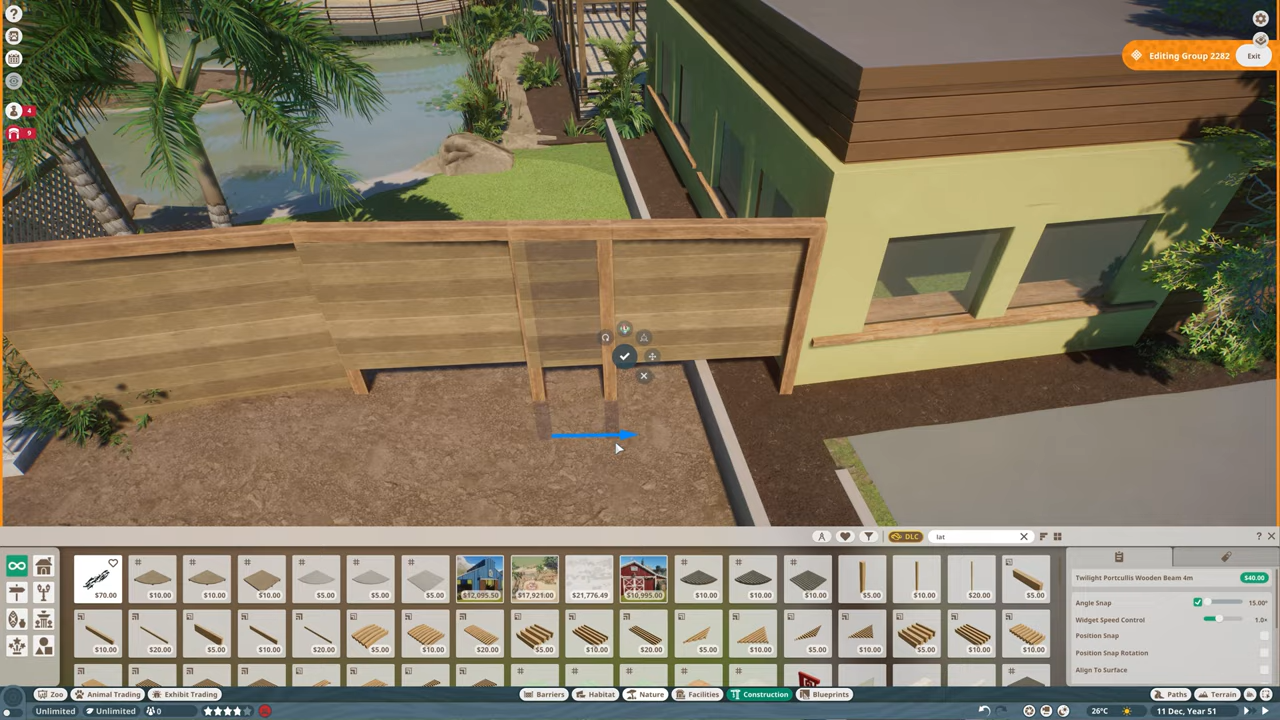 ?
Editing Group 2282
Exit
4
9
DLC
lat
?
$70.00
$10.00
$10.00
$10.00
$5.00
$5.00
$5.00
$12,095.50
$17,921.00
$21,776.49
$10,995.00
$10.00
$10.00
$10.00
$5.00
$10.00
$20.00
$5.00
$10.00
$20.00
$5.00
$10.00
$20.00
$5.00
$10.00
$20.00
$5.00
$10.00
$20.00
$5.00
$10.00
$5.00
$10.00
$5.00
$10.00
$5.00
Twilight Portcullis Wooden Beam 4m
$40.00
Angle Snap
15.00°
Widget Speed Control
1.0×
Position Snap
Position Snap Rotation
Align To Surface
Zoo
Animal Trading
Exhibit Trading
Barriers
Habitat
Nature
Facilities
Construction
Blueprints
Paths
Terrain
Unlimited
Unlimited
0
26°C
11 Dec, Year 51